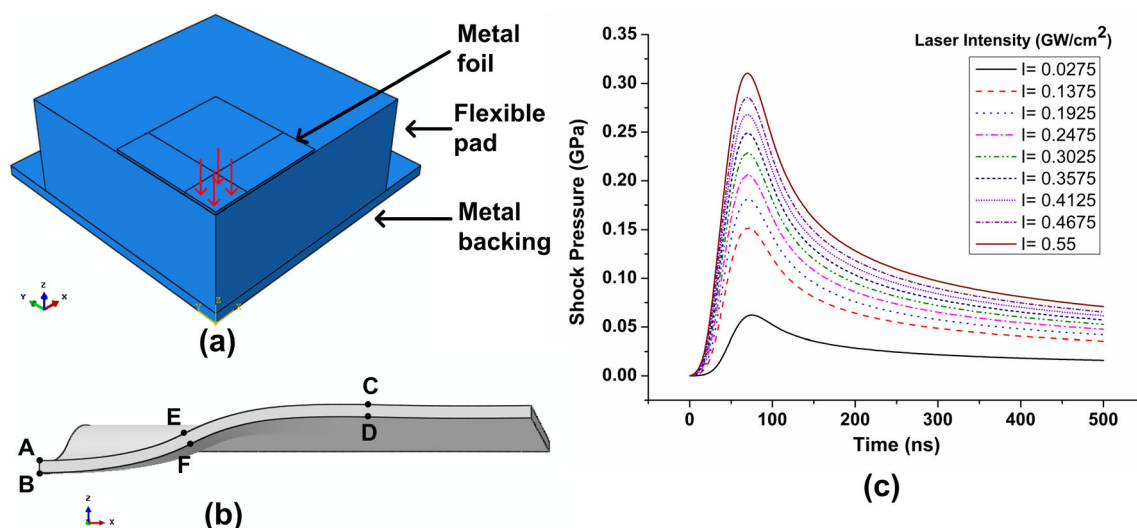 Metal
foil
Flexible
pad
Metal
backing
Y
Z
X
Z
Y
X
(a)
A
B
E
F
C
D
Z
X
(b)
Laser Intensity (GW/cm²)
I= 0.0275
I= 0.1375
I= 0.1925
I= 0.2475
I= 0.3025
I= 0.3575
I= 0.4125
I= 0.4675
I= 0.55
Shock Pressure (GPa)
0.35
0.30
0.25
0.20
0.15
0.10
0.05
0.00
0 100 200 300 400 500
Time (ns)
(c)